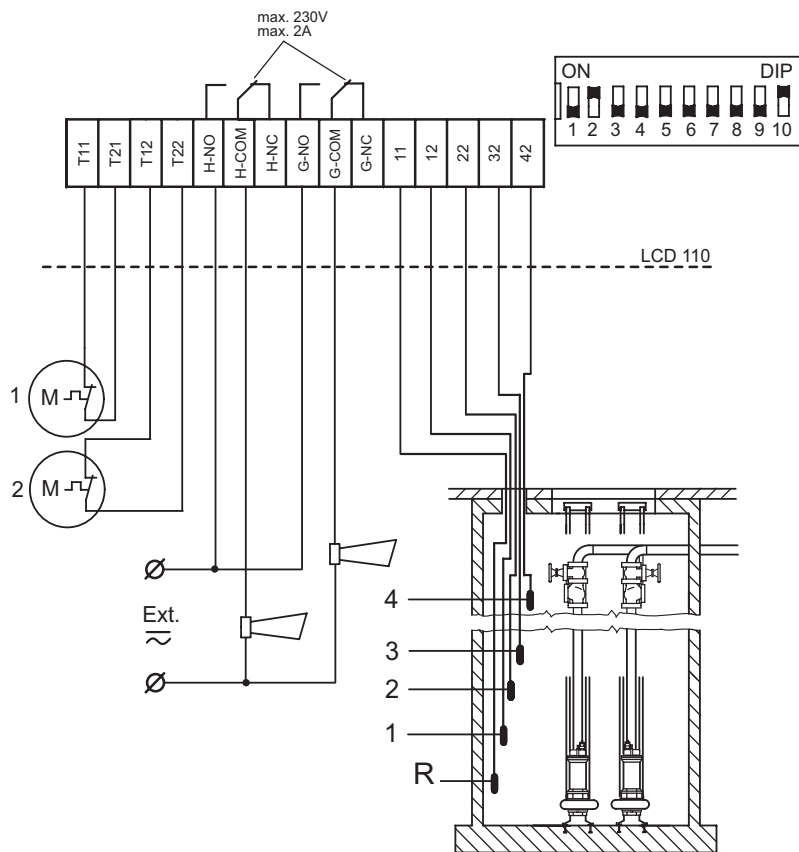 max. 230V
max. 2A
ON DIP
1 2 3 4 5 6 7 8 9 10
T11 T21 T12 T22 H-NO H-COM H-NC G-NO G-COM G-NC 11 12 22 32 42
LCD 110
1 M
2 M
Ext.
4
3
2
1
R